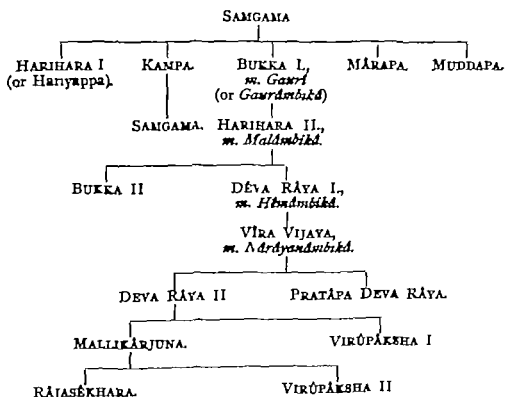 SAMGAMA
HARIHARA I KAMPA. BUKKA I., MÂRAPA. MUDDAPA.
(or Hariyappa). m. Gaurî
(or Gaurâmbikâ)
SAMGAMA. HARIHARA II.,
m. Malâmbikâ.
BUKKA II DÊVA RÂYA I.,
m. Hêmâmbikâ.
VÎRA VIJAYA,
m. Nârâyanâmbikâ.
DEVA RÂYA II PRATÂPA DEVA RÂYA.
MALLIKÂRJUNA. VIRÛPÂKSHA I
RÂJASÊKHARA. VIRÛPÂKSHA II